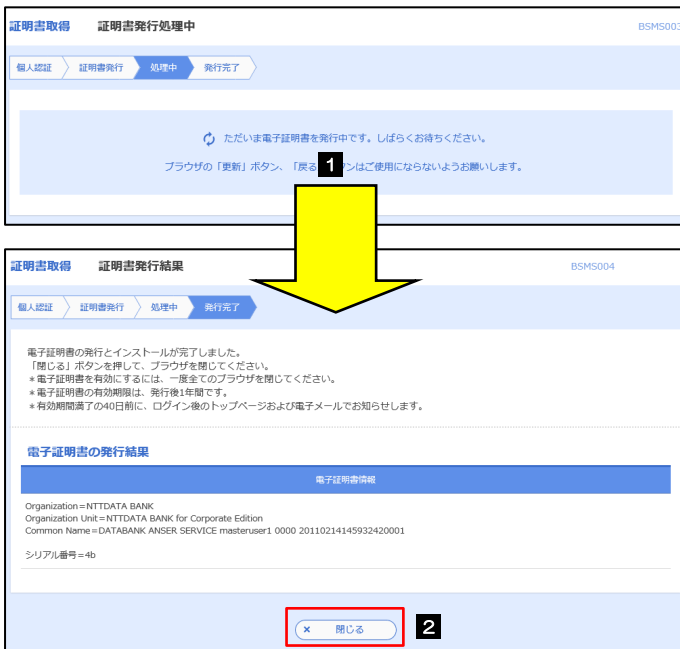 証明書取得 証明書発行処理中 BSMS003
個人認証 証明書発行 処理中 発行完了
ただいま電子証明書を発行中です。しばらくお待ちください。
ブラウザの「更新」ボタン、「戻る ンはご使用にならないようお願いします。
1
証明書取得 証明書発行結果 BSMS004
個人認証 証明書発行 処理中 発行完了
電子証明書の発行とインストールが完了しました。
「閉じる」ボタンを押して、ブラウザを閉じてください。
＊電子証明書を有効にするには、一度全てのブラウザを閉じてください。
＊電子証明書の有効期限は、発行後1年間です。
＊有効期間満了の40日前に、ログイン後のトップページおよび電子メールでお知らせします。
電子証明書の発行結果
電子証明書情報
Organization=NTTDATA BANK
Organization Unit=NTTDATA BANK for Corporate Edition
Common Name=DATABANK ANSER SERVICE masteruser1 0000 20110214145932420001
シリアル番号=4b
× 閉じる 2